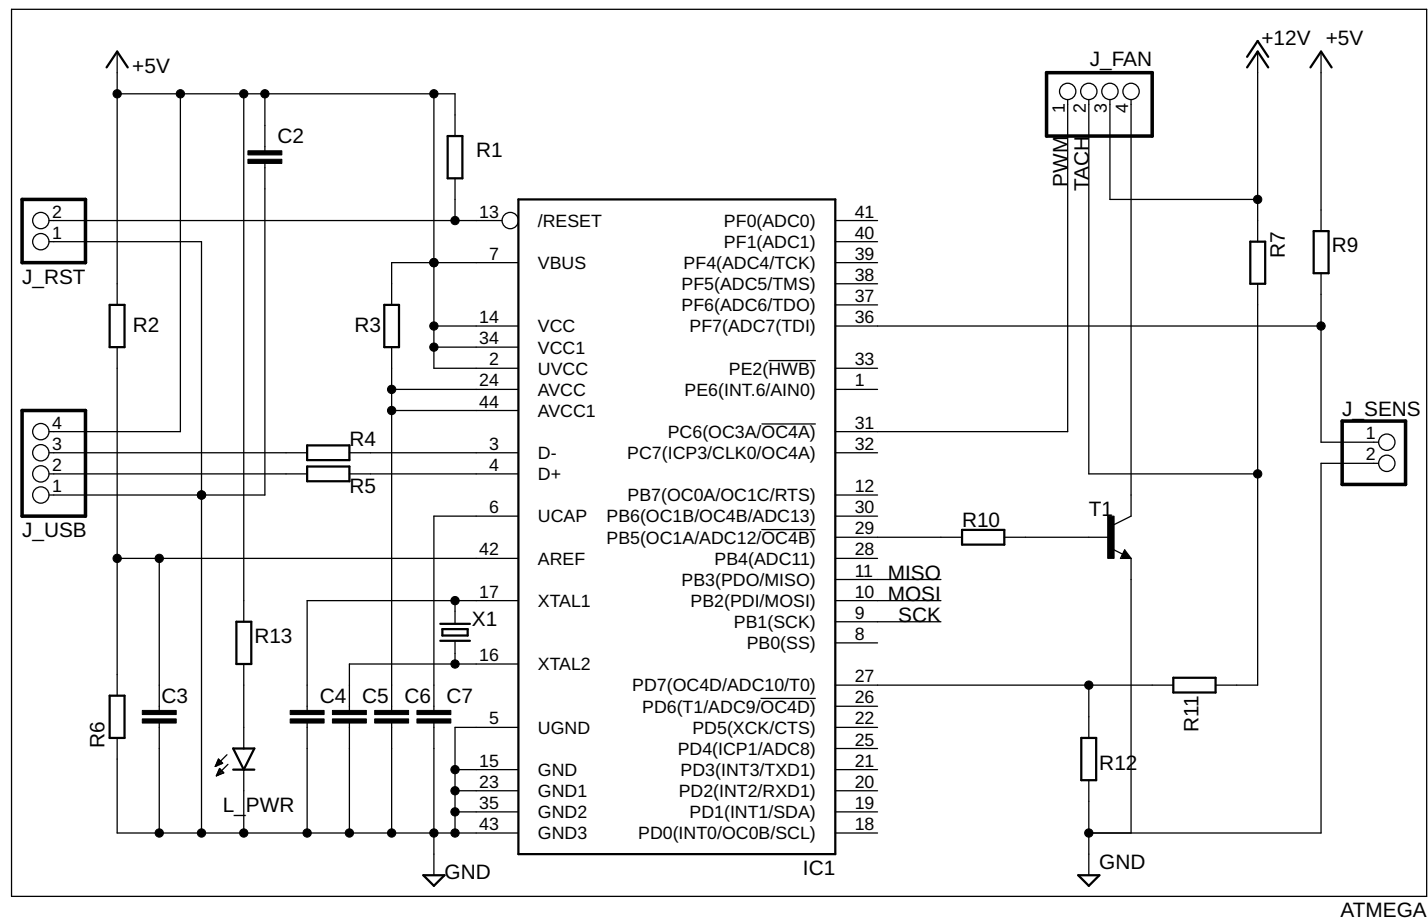 +5V
C2
R1
J_RST
2
1
R2
R3
J_USB
4
3
2
1
R4
R5
X1
R13
R6
C3
C4
C5
C6
C7
L_PWR
GND
13 /RESET
7 VBUS
14 VCC
34 VCC1
2 UVCC
24 AVCC
44 AVCC1
3 D-
4 D+
6 UCAP
42 AREF
17 XTAL1
16 XTAL2
5 UGND
15 GND
23 GND1
35 GND2
43 GND3
PF0(ADC0) 41
PF1(ADC1) 40
PF4(ADC4/TCK) 39
PF5(ADC5/TMS) 38
PF6(ADC6/TDO) 37
PF7(ADC7(TDI) 36
PE2(HWB) 33
PE6(INT.6/AIN0) 1
PC6(OC3A/OC4A) 31
PC7(ICP3/CLK0/OC4A) 32
PB7(OC0A/OC1C/RTS) 12
PB6(OC1B/OC4B/ADC13) 30
PB5(OC1A/ADC12/OC4B) 29
PB4(ADC11) 28
PB3(PDO/MISO) 11 MISO
PB2(PDI/MOSI) 10 MOSI
PB1(SCK) 9 SCK
PB0(SS) 8
PD7(OC4D/ADC10/T0) 27
PD6(T1/ADC9/OC4D) 26
PD5(XCK/CTS) 22
PD4(ICP1/ADC8) 25
PD3(INT3/TXD1) 21
PD2(INT2/RXD1) 20
PD1(INT1/SDA) 19
PD0(INT0/OC0B/SCL) 18
IC1
J_FAN
1
2
3
4
PWM
TACH
+12V
+5V
R7
R9
J_SENS
1
2
R10
T1
R11
R12
GND
ATMEGA